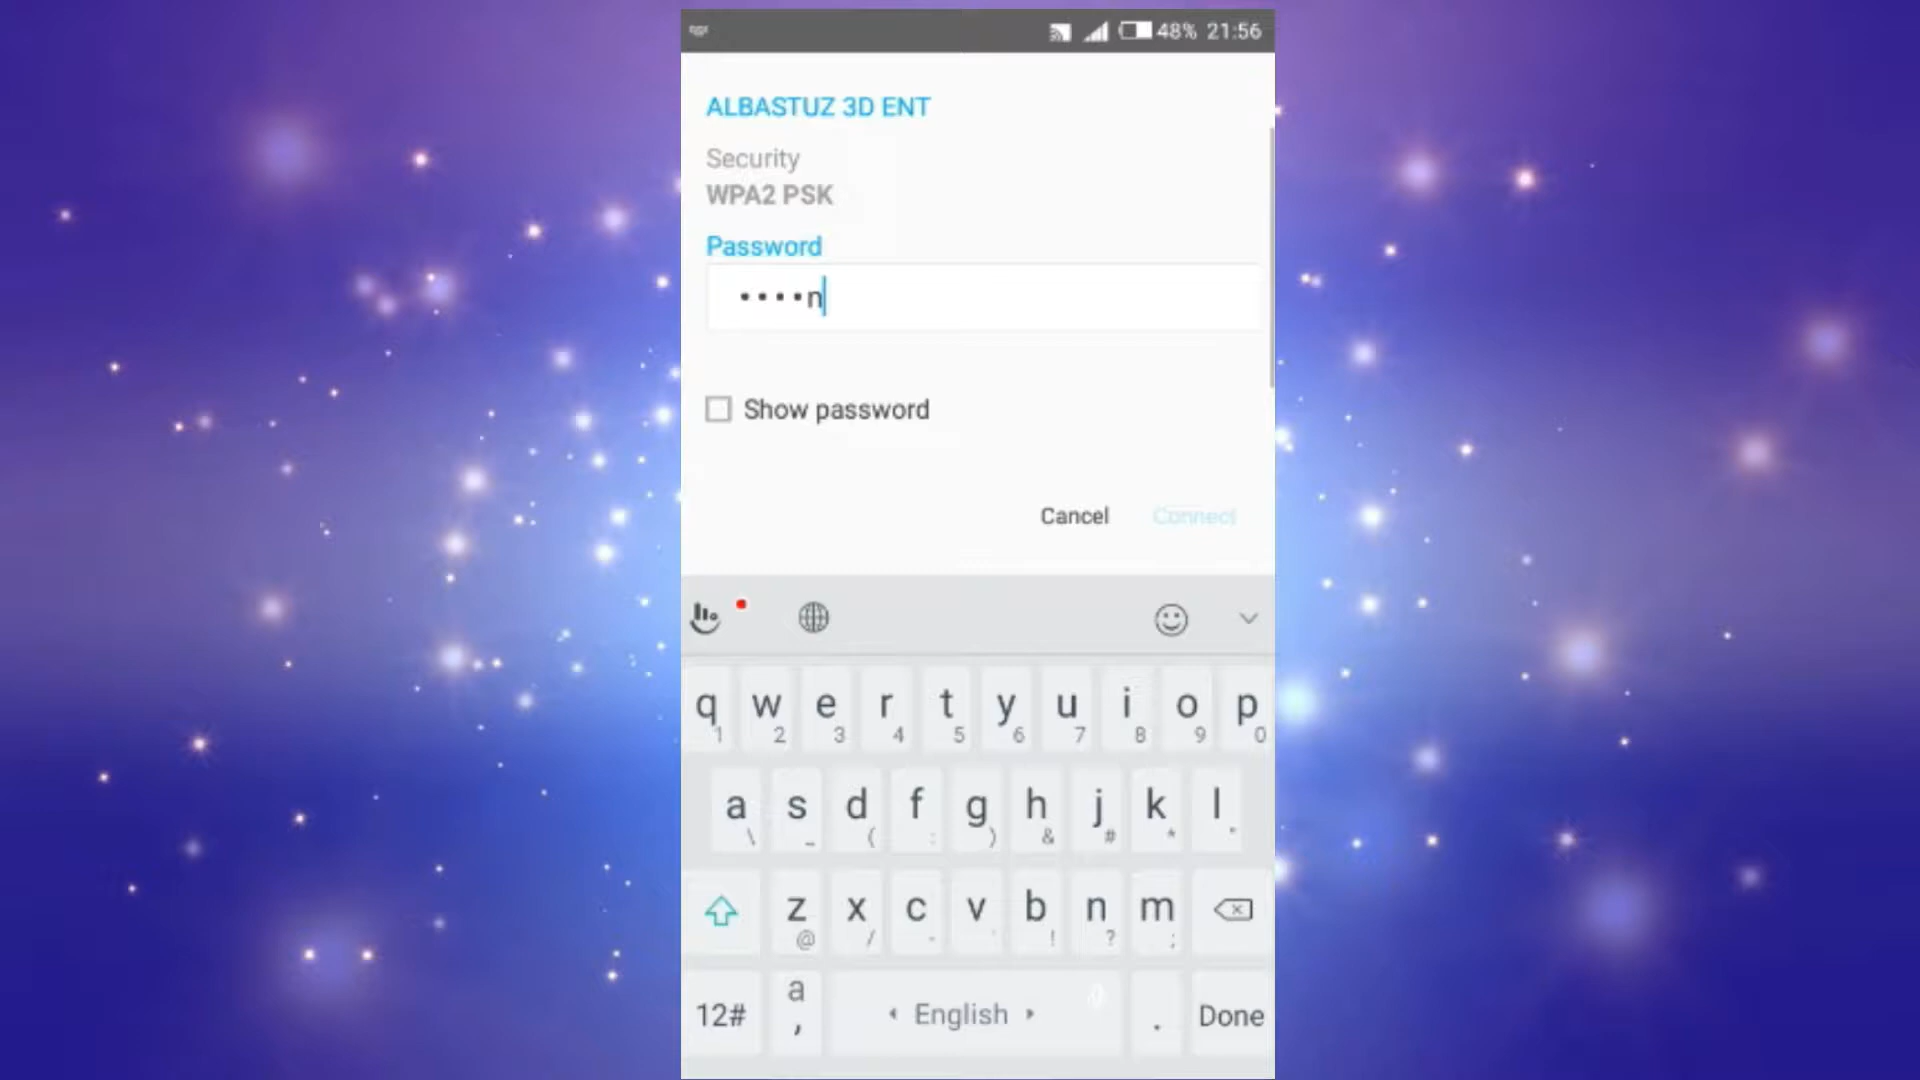 48% 21:56
ALBASTUZ 3D ENT
Security
WPA2 PSK
Password
••••n
Show password
Cancel Connect
q w e r t y u i o p
1 2 3 4 5 6 7 8 9 0
a s d f g h j k l
\ _ ( : ) & # * "
z x c v b n m
@ / - ' ! ? ;
12# a , English . Done